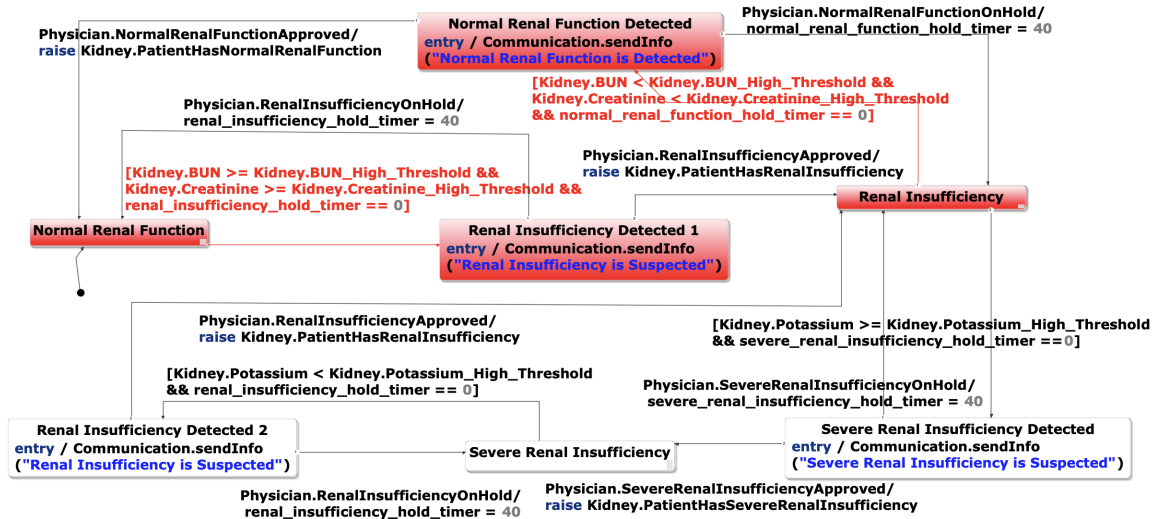 Physician.NormalRenalFunctionApproved/
raise Kidney.PatientHasNormalRenalFunction
Normal Renal Function Detected
entry / Communication.sendInfo
("Normal Renal Function is Detected")
Physician.NormalRenalFunctionOnHold/
normal_renal_function_hold_timer = 40
[Kidney.BUN < Kidney.BUN_High_Threshold &&
Kidney.Creatinine < Kidney.Creatinine_High_Threshold
&& normal_renal_function_hold_timer == 0]
Physician.RenalInsufficiencyOnHold/
renal_insufficiency_hold_timer = 40
[Kidney.BUN >= Kidney.BUN_High_Threshold &&
Kidney.Creatinine >= Kidney.Creatinine_High_Threshold &&
renal_insufficiency_hold_timer == 0]
Physician.RenalInsufficiencyApproved/
raise Kidney.PatientHasRenalInsufficiency
Renal Insufficiency
Normal Renal Function
Renal Insufficiency Detected 1
entry / Communication.sendInfo
("Renal Insufficiency is Suspected")
Physician.RenalInsufficiencyApproved/
raise Kidney.PatientHasRenalInsufficiency
[Kidney.Potassium >= Kidney.Potassium_High_Threshold
&& severe_renal_insufficiency_hold_timer ==0]
[Kidney.Potassium < Kidney.Potassium_High_Threshold
&& renal_insufficiency_hold_timer == 0]
Physician.SevereRenalInsufficiencyOnHold/
severe_renal_insufficiency_hold_timer = 40
Renal Insufficiency Detected 2
entry / Communication.sendInfo
("Renal Insufficiency is Suspected")
Severe Renal Insufficiency
Severe Renal Insufficiency Detected
entry / Communication.sendInfo
("Severe Renal Insufficiency is Suspected")
Physician.RenalInsufficiencyOnHold/
renal_insufficiency_hold_timer = 40
Physician.SevereRenalInsufficiencyApproved/
raise Kidney.PatientHasSevereRenalInsufficiency